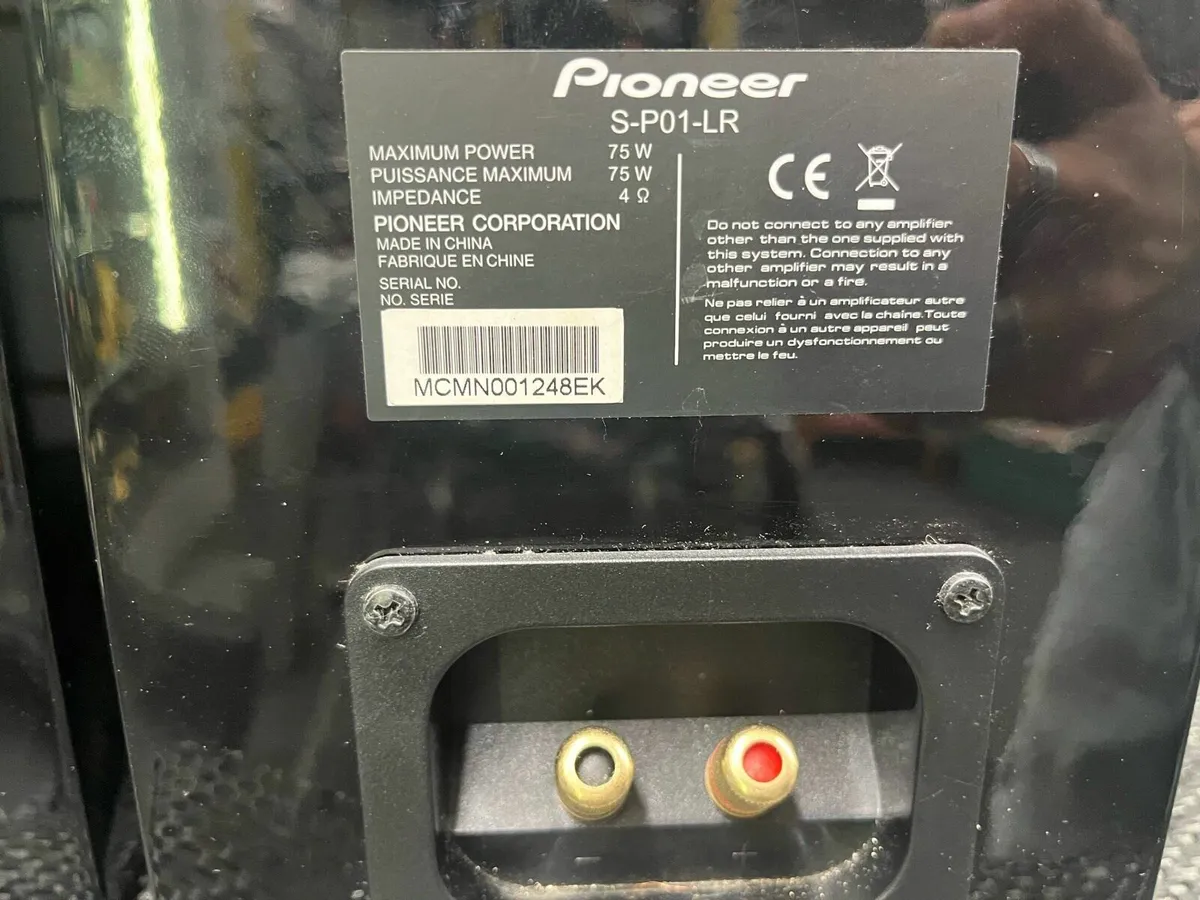 Pioneer
S-P01-LR
MAXIMUM POWER 75 W
PUISSANCE MAXIMUM 75 W
IMPEDANCE 4 Ω
PIONEER CORPORATION
MADE IN CHINA
FABRIQUE EN CHINE
SERIAL NO.
NO. SERIE
MCMN001248EK
CE
Do not connect to any amplifier
other than the one supplied with
this system. Connection to any
other amplifier may result in a
malfunction or a fire.
Ne pas relier à un amplificateur autre
que celui fourni avec la chaîne. Toute
connexion à un autre appareil peut
produire un dysfonctionnement ou
mettre le feu.
- +